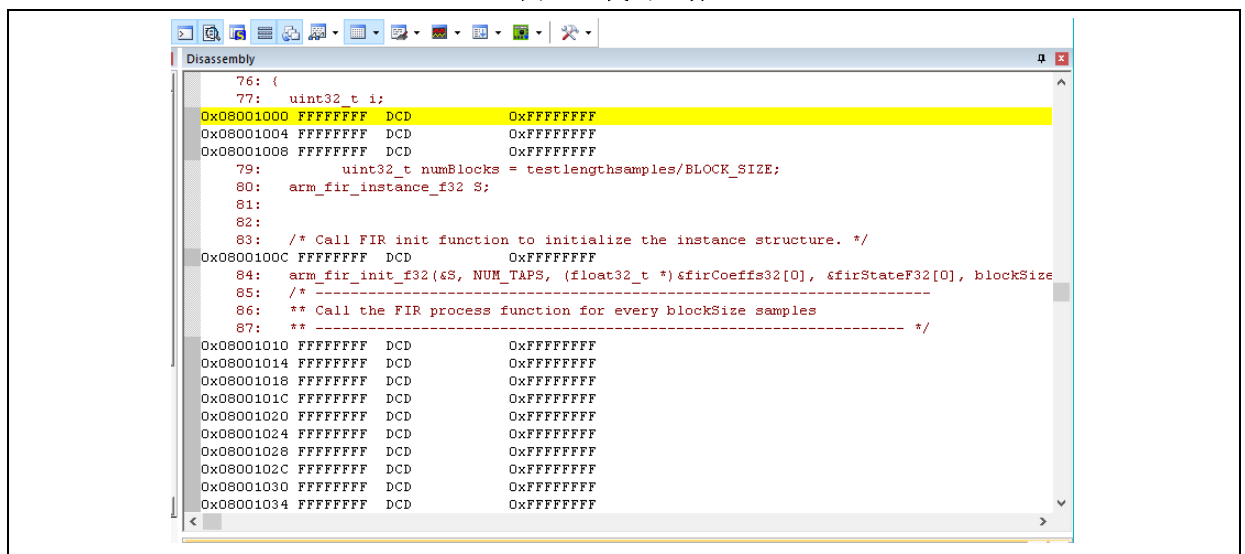 Disassembly
76: {
77: uint32_t i;
0x08001000 FFFFFFFF DCD 0xFFFFFFFF
0x08001004 FFFFFFFF DCD 0xFFFFFFFF
0x08001008 FFFFFFFF DCD 0xFFFFFFFF
79: uint32_t numBlocks = testlengthsamples/BLOCK_SIZE;
80: arm_fir_instance_f32 S;
81:
82:
83: /* Call FIR init function to initialize the instance structure. */
0x0800100C FFFFFFFF DCD 0xFFFFFFFF
84: arm_fir_init_f32(&S, NUM_TAPS, (float32_t *)&firCoeffs32[0], &firStateF32[0], blockSize
85: /* ----------------------------------------------------------------------
86: ** Call the FIR process function for every blockSize samples
87: ** ------------------------------------------------------------------- */
0x08001010 FFFFFFFF DCD 0xFFFFFFFF
0x08001014 FFFFFFFF DCD 0xFFFFFFFF
0x08001018 FFFFFFFF DCD 0xFFFFFFFF
0x0800101C FFFFFFFF DCD 0xFFFFFFFF
0x08001020 FFFFFFFF DCD 0xFFFFFFFF
0x08001024 FFFFFFFF DCD 0xFFFFFFFF
0x08001028 FFFFFFFF DCD 0xFFFFFFFF
0x0800102C FFFFFFFF DCD 0xFFFFFFFF
0x08001030 FFFFFFFF DCD 0xFFFFFFFF
0x08001034 FFFFFFFF DCD 0xFFFFFFFF